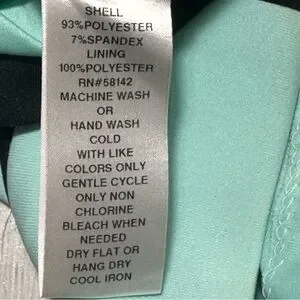 SHELL
93%POLYESTER
7%SPANDEX
LINING
100%POLYESTER
RN#58142
MACHINE WASH
OR
HAND WASH
COLD
WITH LIKE
COLORS ONLY
GENTLE CYCLE
ONLY NON
CHLORINE
BLEACH WHEN
NEEDED
DRY FLAT OR
HANG DRY
COOL IRON